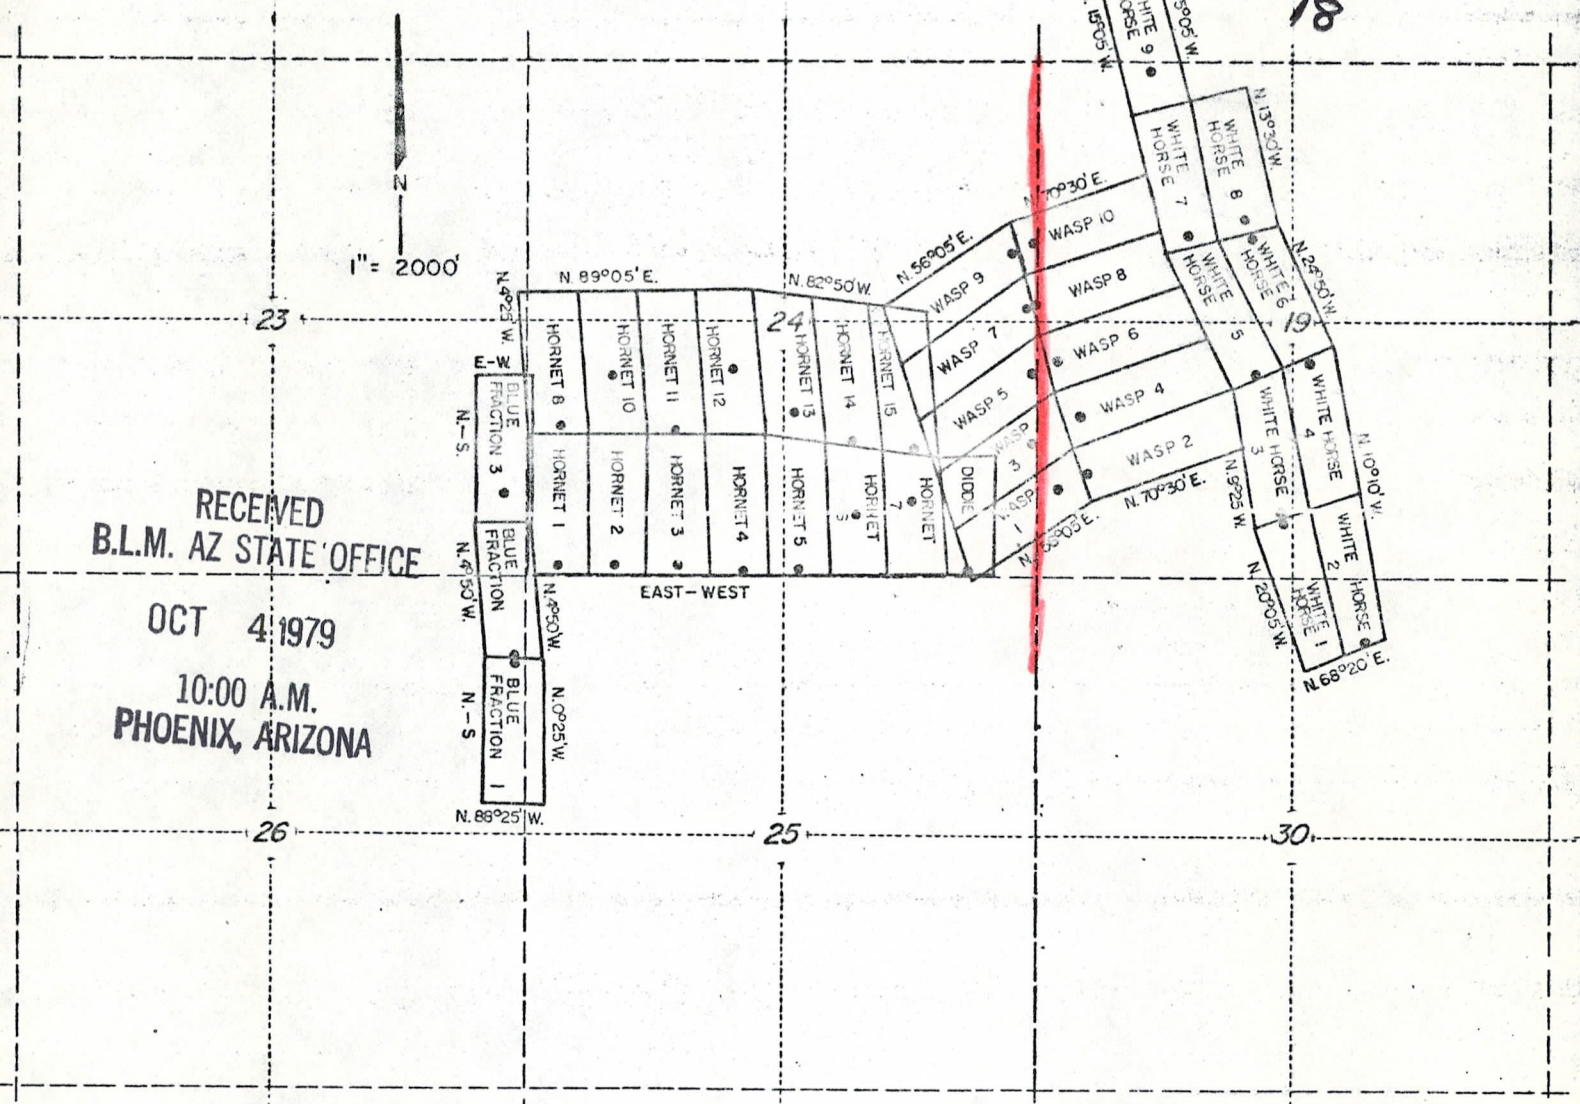 18
WHITE
HORSE 9
N. 15°05'W.
5°05'W.
N
1" = 2000'
N. 13°30'W.
WHITE
HORSE 7
WHITE
HORSE 8
N. 70°30'E.
WASP 10
N. 56°05'E.
WASP 9
WASP 8
N. 24°50'W.
N. 89°05'E.
N. 82°50'W.
N. 4°25'W.
WHITE
HORSE 5
WHITE
HORSE 6
23
24
19
HORNET 8
HORNET 10
HORNET 11
HORNET 12
HORNET 13
HORNET 14
HORNET 15
WASP 7
WASP 6
E-W
BLUE
FRACTION 3
N.-S.
WASP 5
WASP 4
WHITE HORSE
3
WHITE HORSE
4
N. 10°10'W.
WASP
3
WASP 2
N. 9°25'W.
N. 70°30'E.
HORNET 1
HORNET 2
HORNET 3
HORNET 4
HORNET 5
HORNET
HORNET
7
DIDDIE
WASP
1
RECEIVED
B.L.M. AZ STATE OFFICE
OCT 4 1979
10:00 A.M.
PHOENIX, ARIZONA
BLUE
FRACTION
N. 4°50'W.
N. 4°50'W.
EAST-WEST
WHITE
HORSE
2
WHITE
HORSE 1
N. 20°05'W.
N. 68°20'E.
BLUE
FRACTION 1
N.-S
N. 0°25'W.
N. 88°25'W.
26
25
30